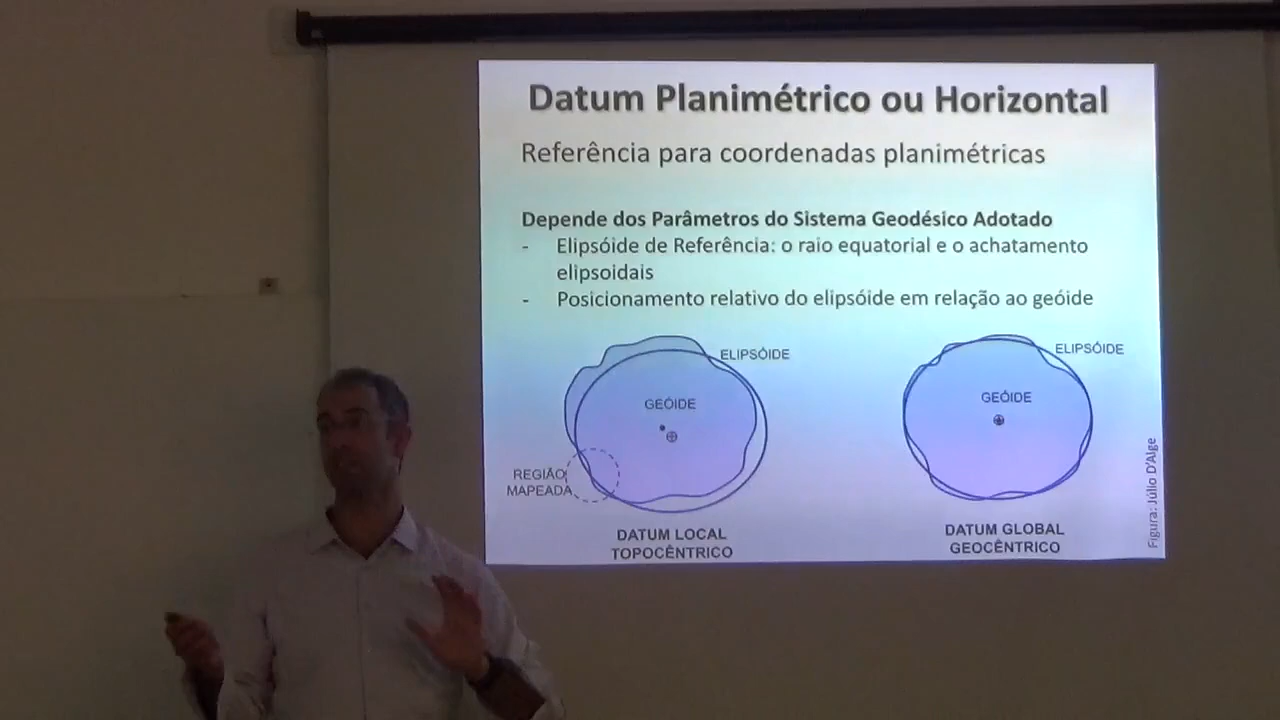 Datum Planimétrico ou Horizontal
Referência para coordenadas planimétricas
Depende dos Parâmetros do Sistema Geodésico Adotado
- Elipsóide de Referência: o raio equatorial e o achatamento
elipsoidais
- Posicionamento relativo do elipsóide em relação ao geóide
ELIPSÓIDE
GEÓIDE
REGIÃO
MAPEADA
DATUM LOCAL
TOPOCÊNTRICO
ELIPSÓIDE
GEÓIDE
DATUM GLOBAL
GEOCÊNTRICO
Figura: Júlio D'Alge